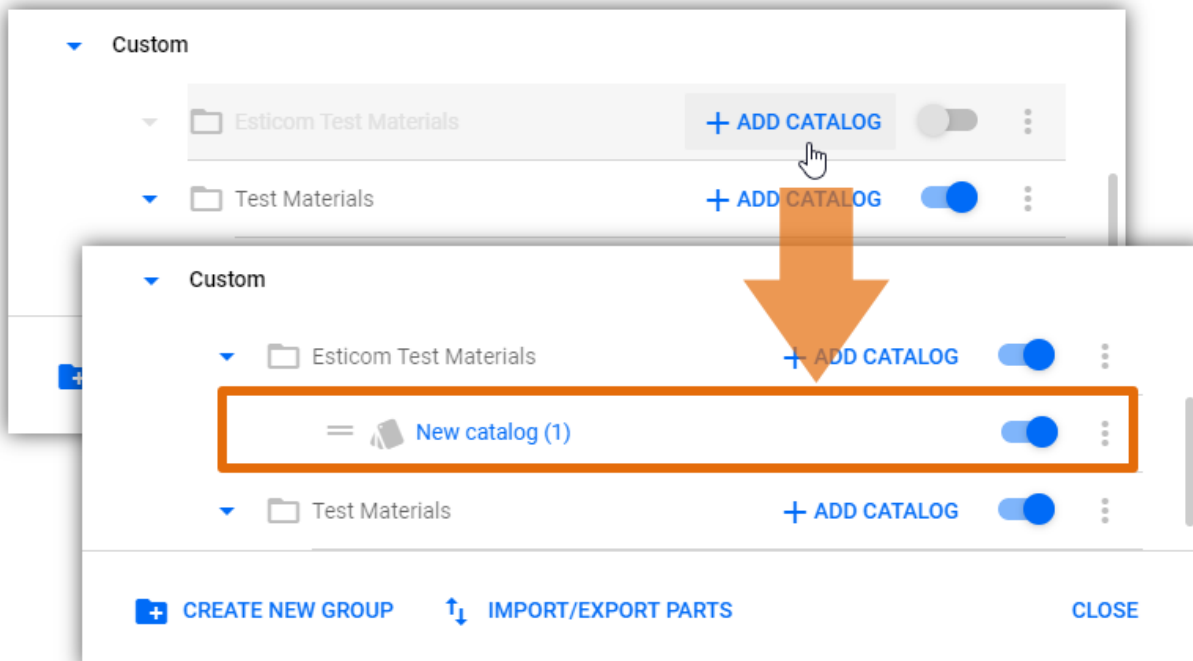 Custom
Esticom Test Materials
+ ADD CATALOG
Test Materials
+ ADD CATALOG
Custom
Esticom Test Materials
+ ADD CATALOG
New catalog (1)
Test Materials
+ ADD CATALOG
CREATE NEW GROUP
IMPORT/EXPORT PARTS
CLOSE